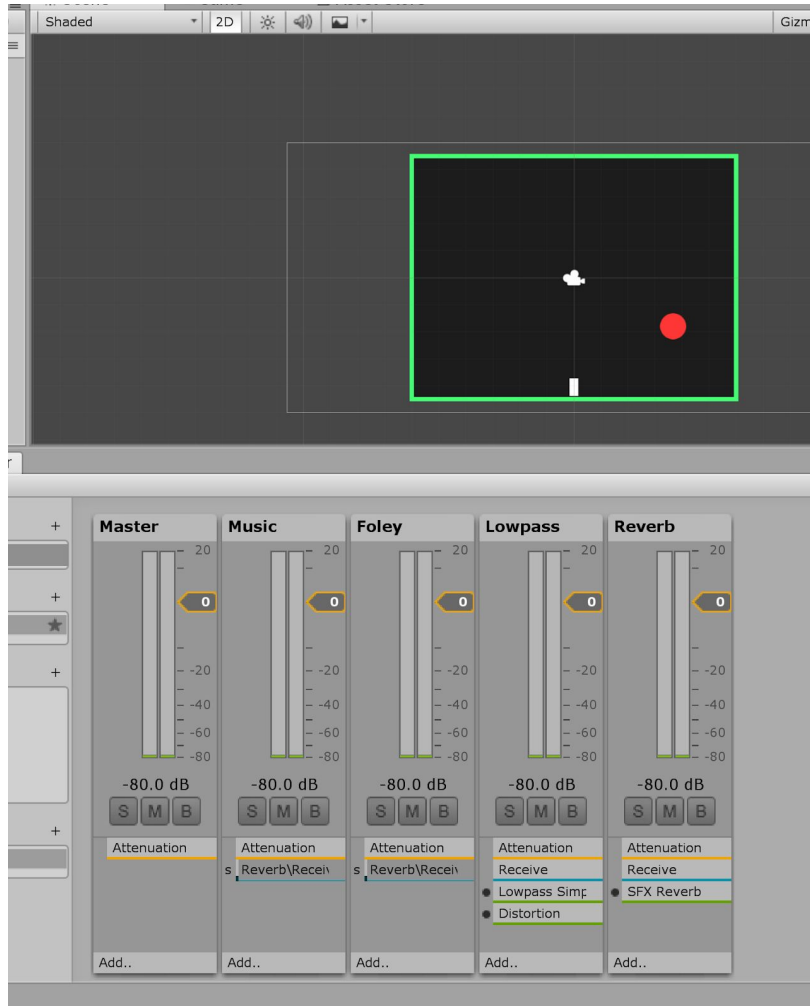 Shaded
2D
Gizm
+
+
+
+
Master
20
0
-20
-40
-60
-80
-80.0 dB
S M B
Attenuation
Add..
Music
20
0
-20
-40
-60
-80
-80.0 dB
S M B
Attenuation
s Reverb\Receiv
Add..
Foley
20
0
-20
-40
-60
-80
-80.0 dB
S M B
Attenuation
s Reverb\Receiv
Add..
Lowpass
20
0
-20
-40
-60
-80
-80.0 dB
S M B
Attenuation
Receive
Lowpass Simp
Distortion
Add..
Reverb
20
0
-20
-40
-60
-80
-80.0 dB
S M B
Attenuation
Receive
SFX Reverb
Add..